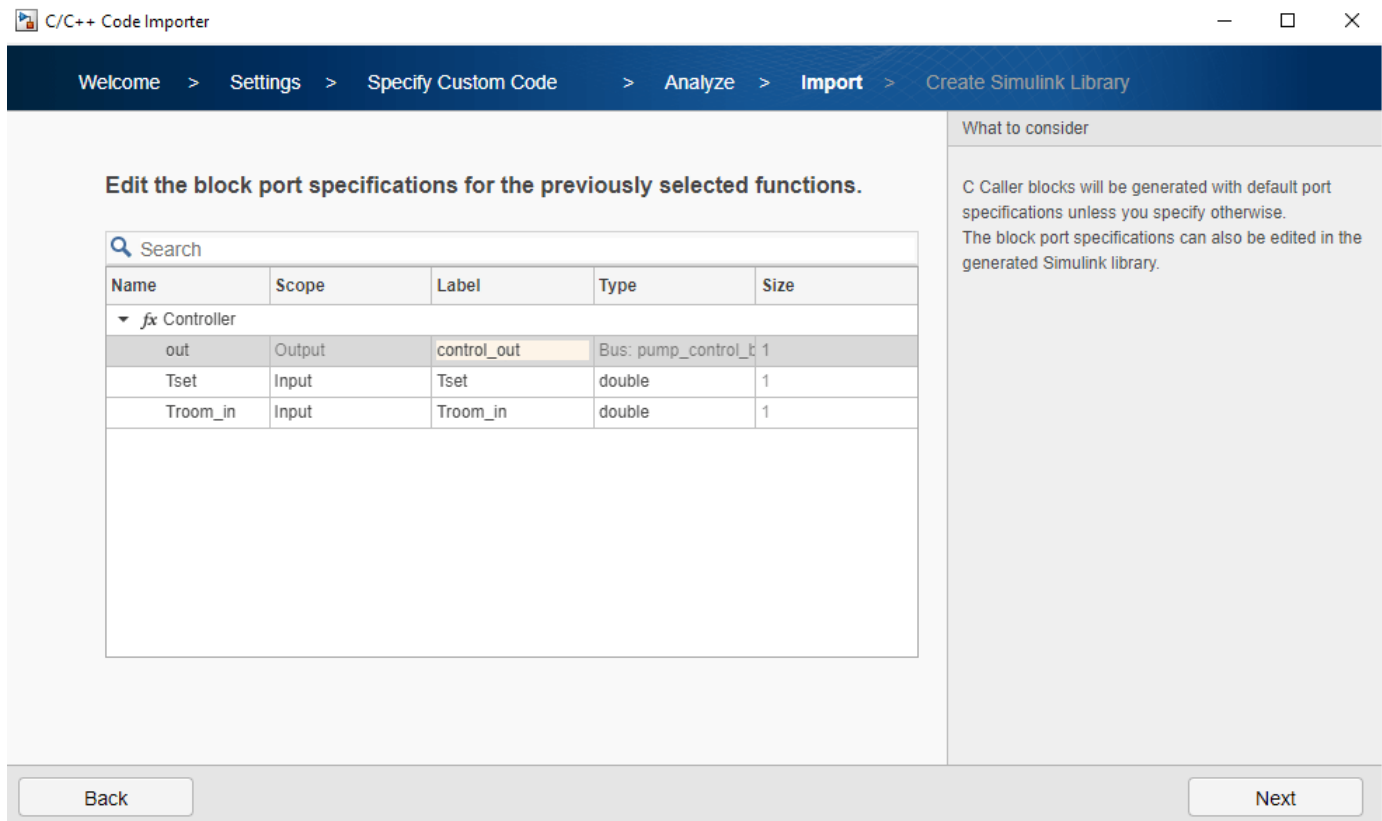 C/C++ Code Importer
Welcome > Settings > Specify Custom Code > Analyze > Import > Create Simulink Library
Edit the block port specifications for the previously selected functions.
Search
Name Scope Label Type Size
fx Controller
out Output control_out Bus: pump_control_b 1
Tset Input Tset double 1
Troom_in Input Troom_in double 1
What to consider
C Caller blocks will be generated with default port
specifications unless you specify otherwise.
The block port specifications can also be edited in the
generated Simulink library.
Back Next